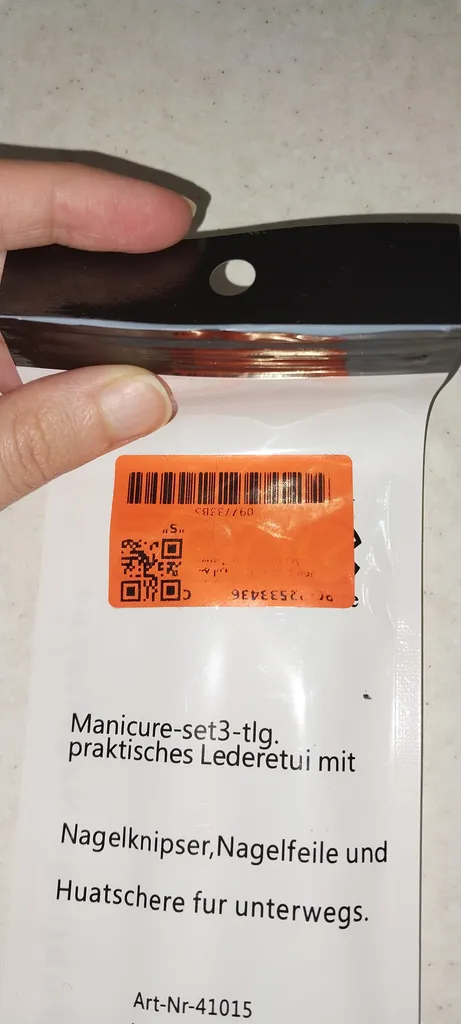 "S"
Manicure-set3-tlg.
praktisches Lederetui mit
Nagelknipser,Nagelfeile und
Huatschere fur unterwegs.
Art-Nr-41015